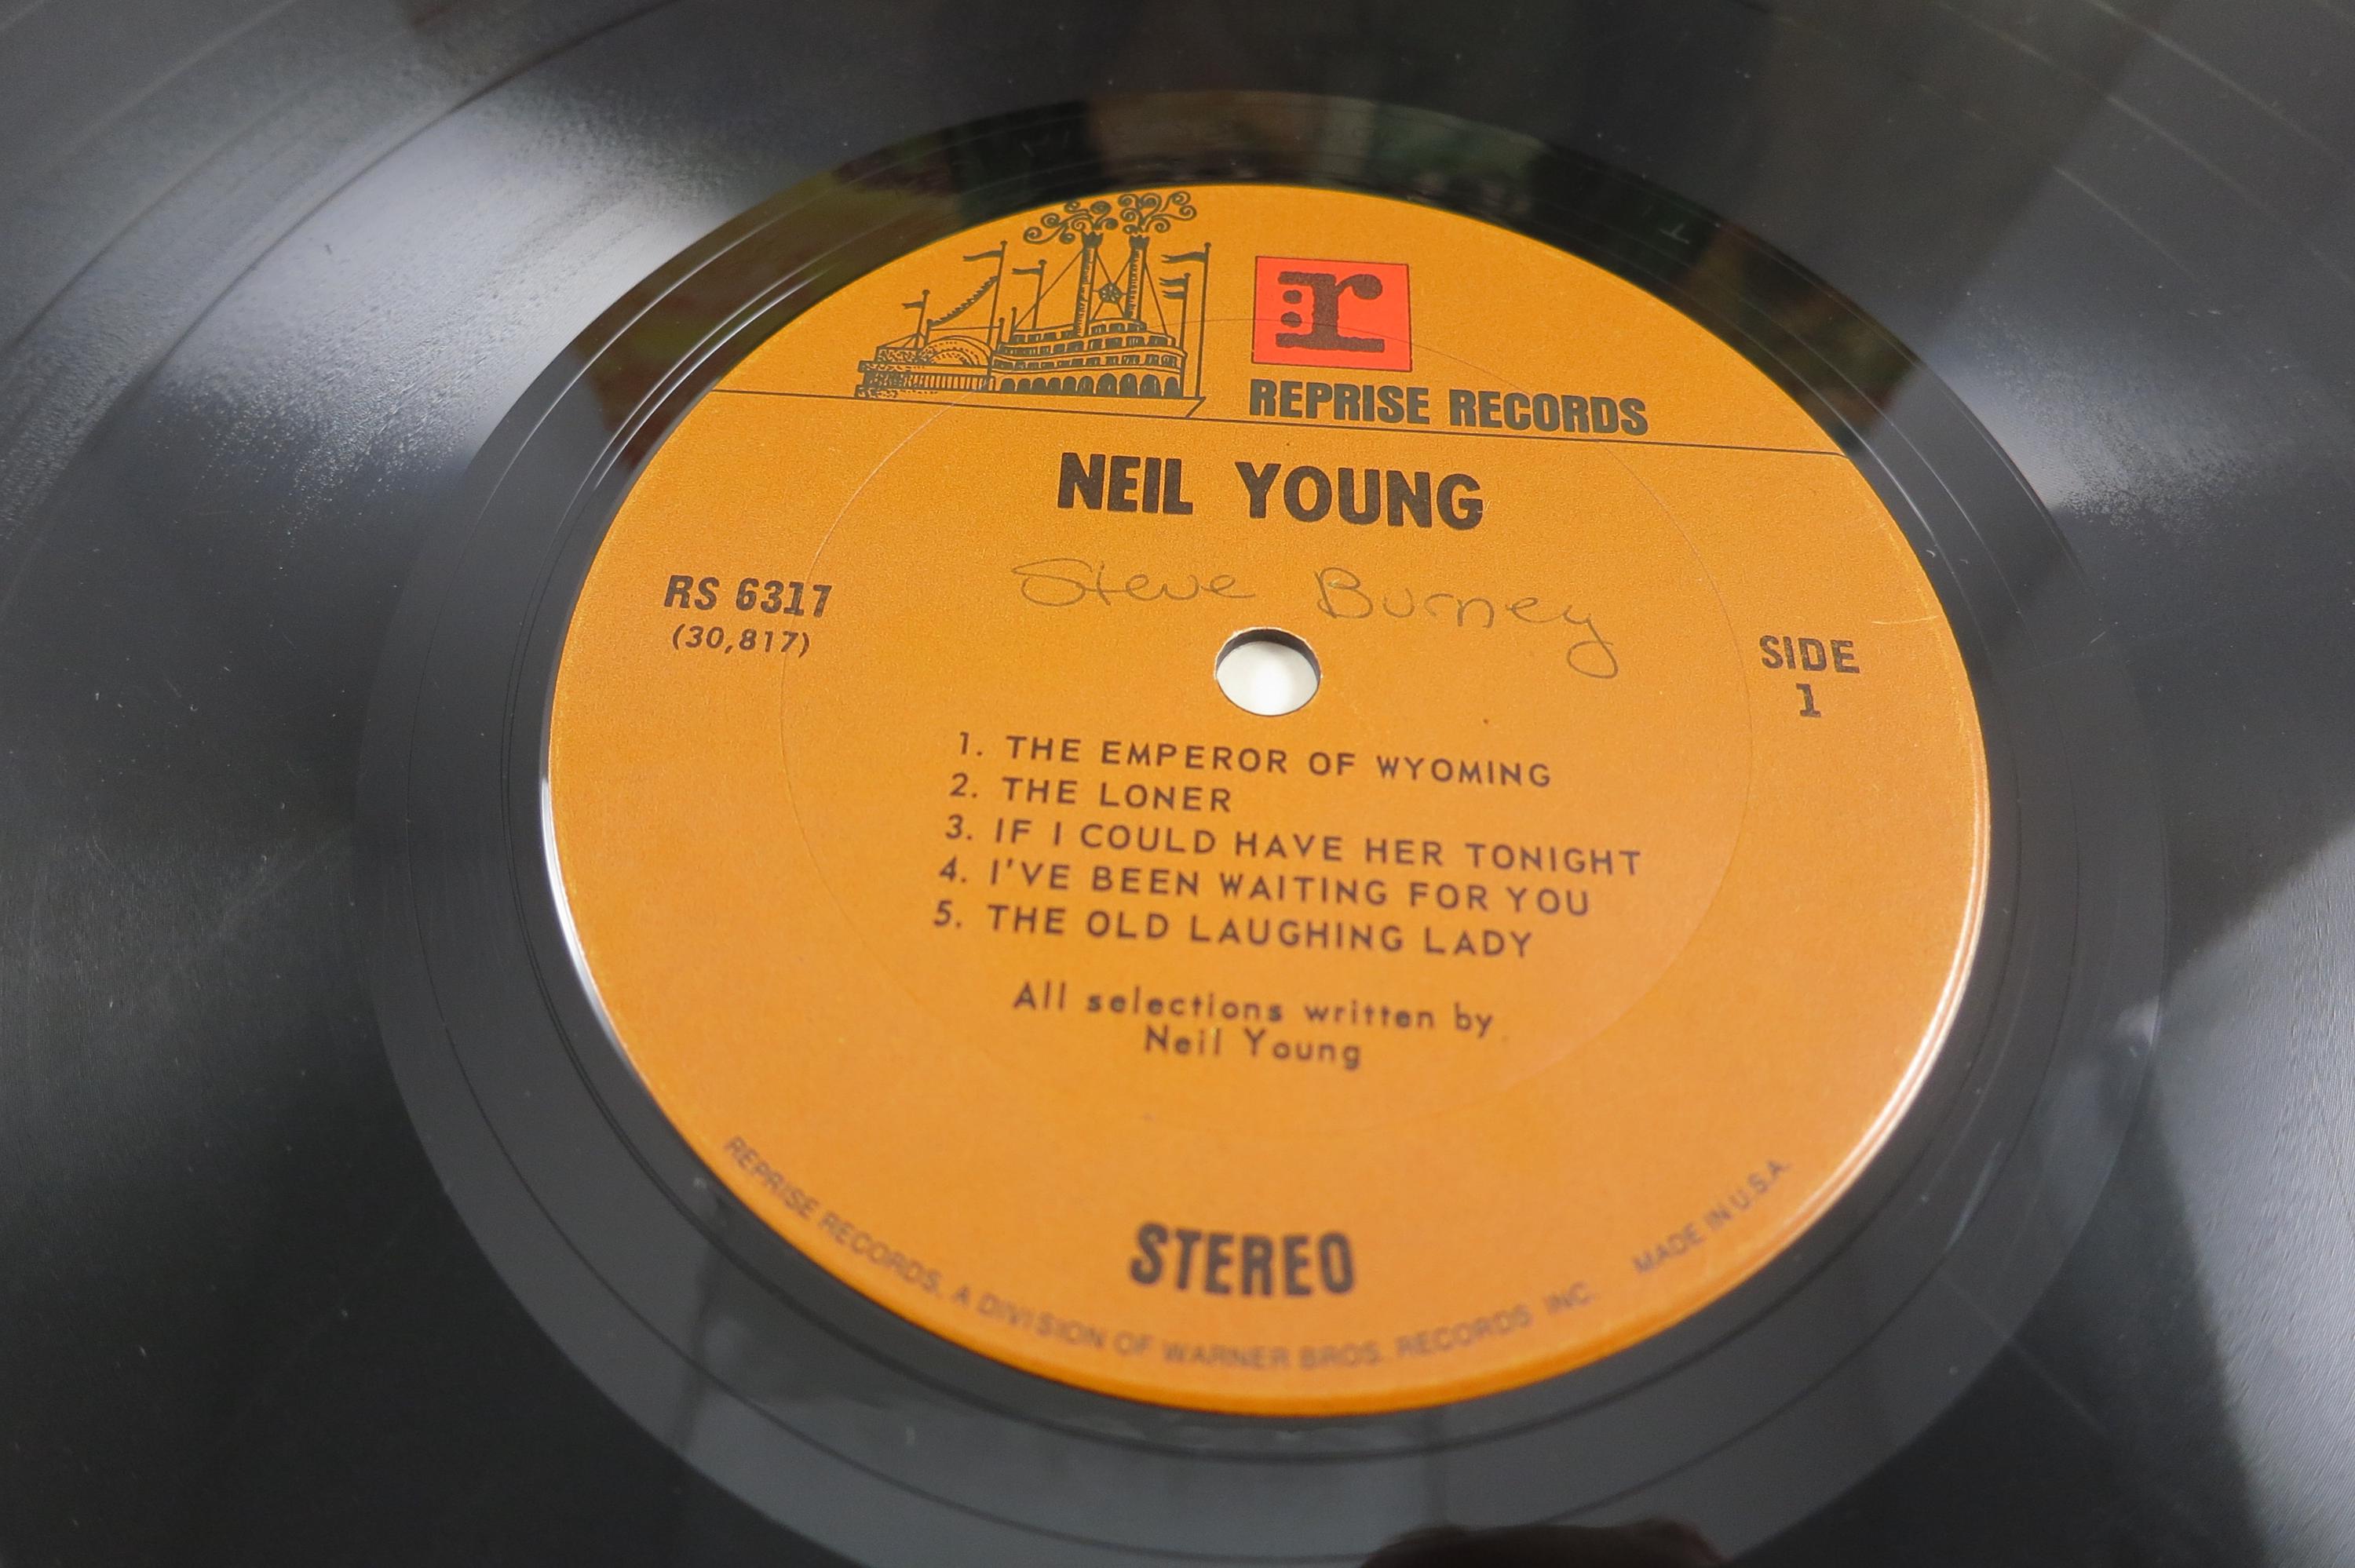 r:
REPRISE RECORDS
NEIL YOUNG
Steve Burney
RS 6317
(30,817)
SIDE
1
1. THE EMPEROR OF WYOMING
2. THE LONER
3. IF I COULD HAVE HER TONIGHT
4. I'VE BEEN WAITING FOR YOU
5. THE OLD LAUGHING LADY
All selections written by
Neil Young
STEREO
REPRISE RECORDS, A DIVISION OF WARNER BROS. RECORDS INC. MADE IN U.S.A.